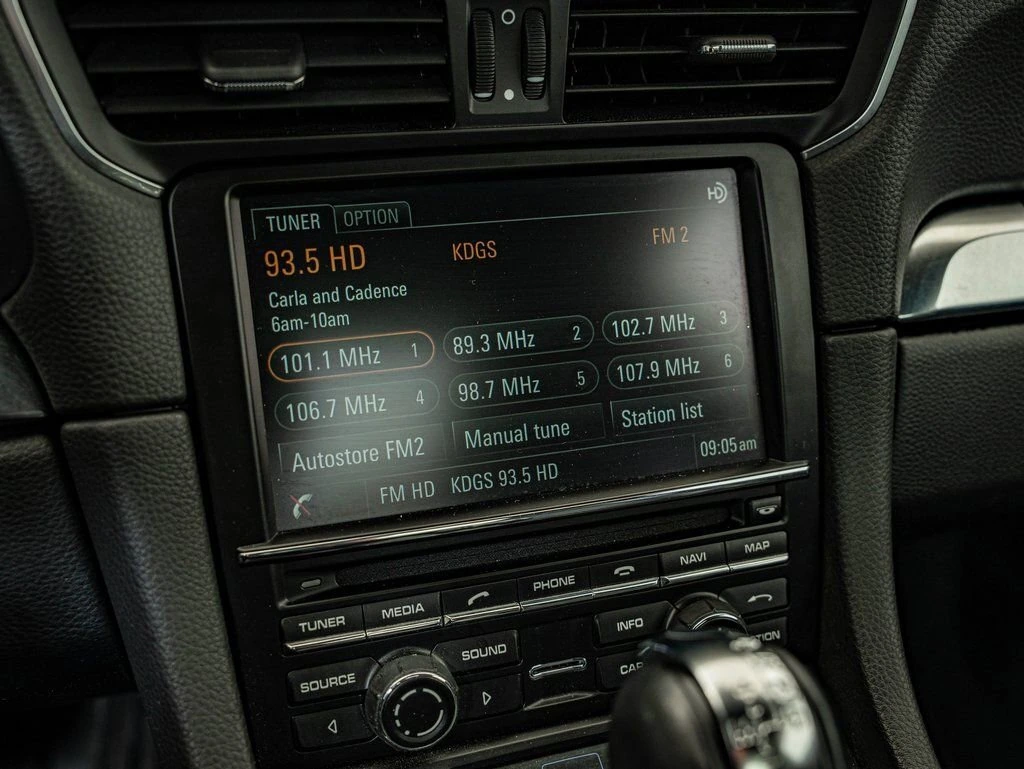 HD
TUNER OPTION
93.5 HD KDGS FM 2
Carla and Cadence
6am-10am
101.1 MHz 1 89.3 MHz 2 102.7 MHz 3
106.7 MHz 4 98.7 MHz 5 107.9 MHz 6
Autostore FM2 Manual tune Station list
FM HD KDGS 93.5 HD 09:05 am
TUNER MEDIA PHONE NAVI MAP
SOURCE SOUND INFO